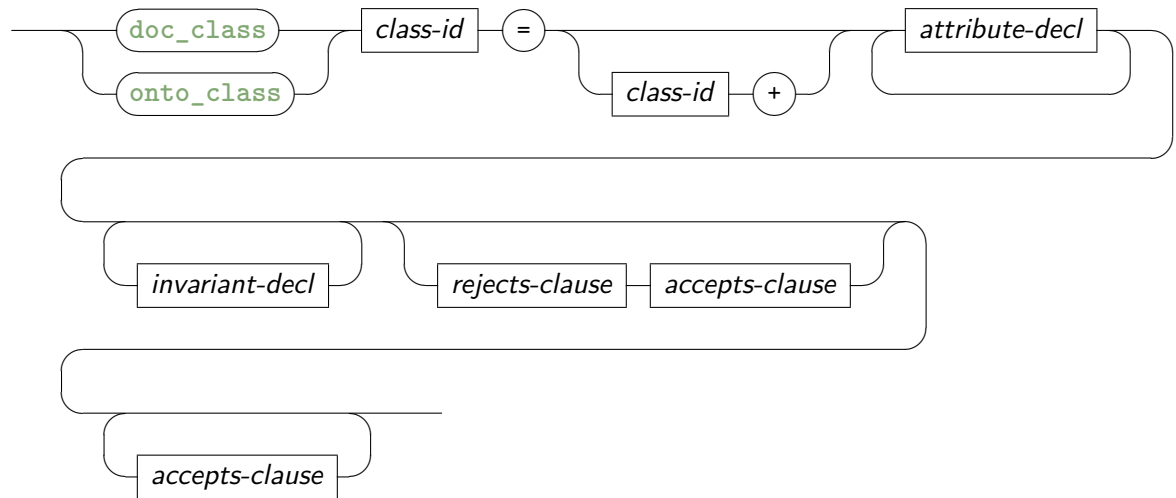 doc_class class-id = attribute-decl
onto_class class-id +
invariant-decl rejects-clause accepts-clause
accepts-clause